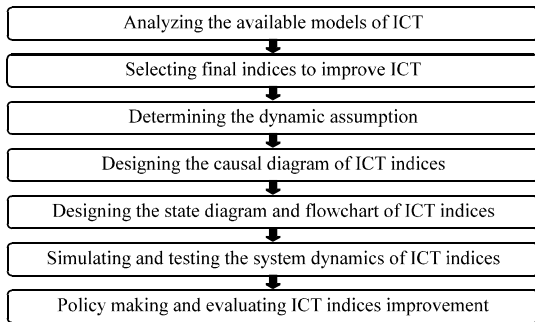 Analyzing the available models of ICT
Selecting final indices to improve ICT
Determining the dynamic assumption
Designing the causal diagram of ICT indices
Designing the state diagram and flowchart of ICT indices
Simulating and testing the system dynamics of ICT indices
Policy making and evaluating ICT indices improvement